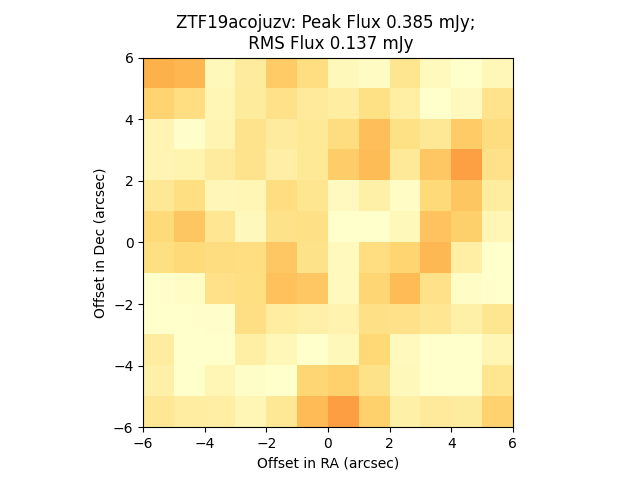 ZTF19acojuzv: Peak Flux 0.385 mJy;
RMS Flux 0.137 mJy
6
4
2
0
−2
−4
−6
Offset in Dec (arcsec)
−6 −4 −2 0 2 4 6
Offset in RA (arcsec)